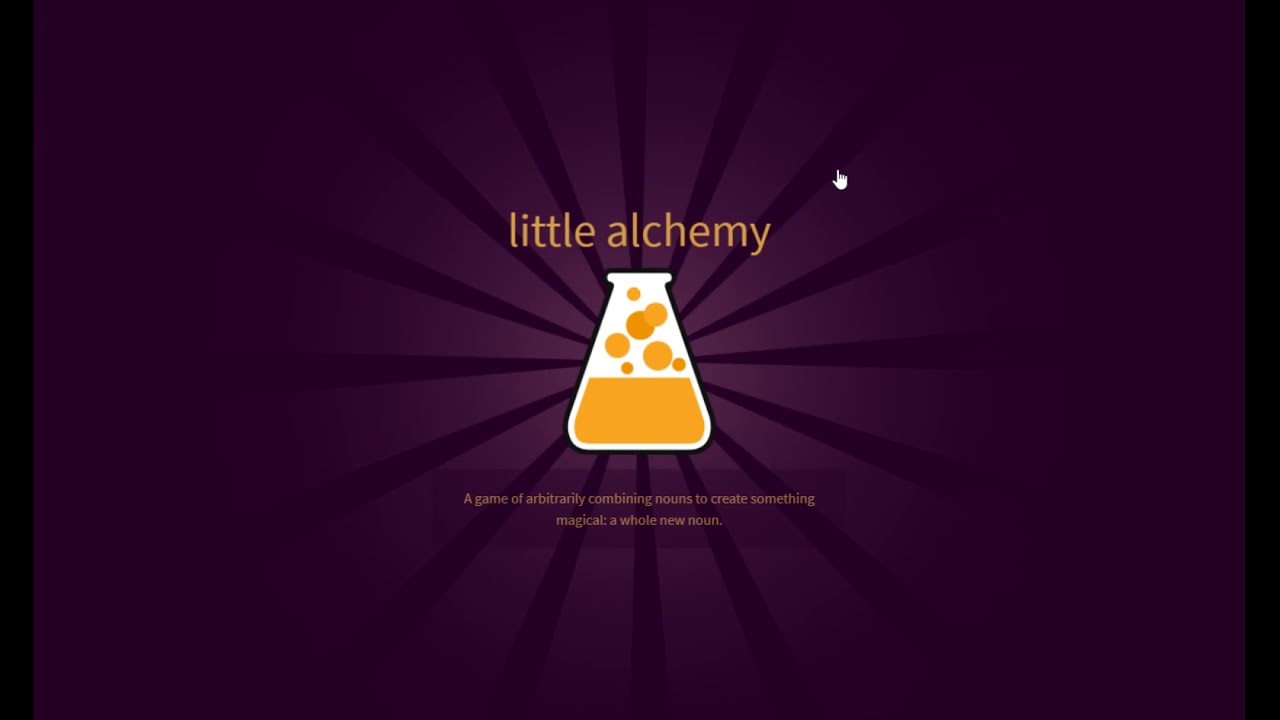 little alchemy
A game of arbitrarily combining nouns to create something
magical: a whole new noun.